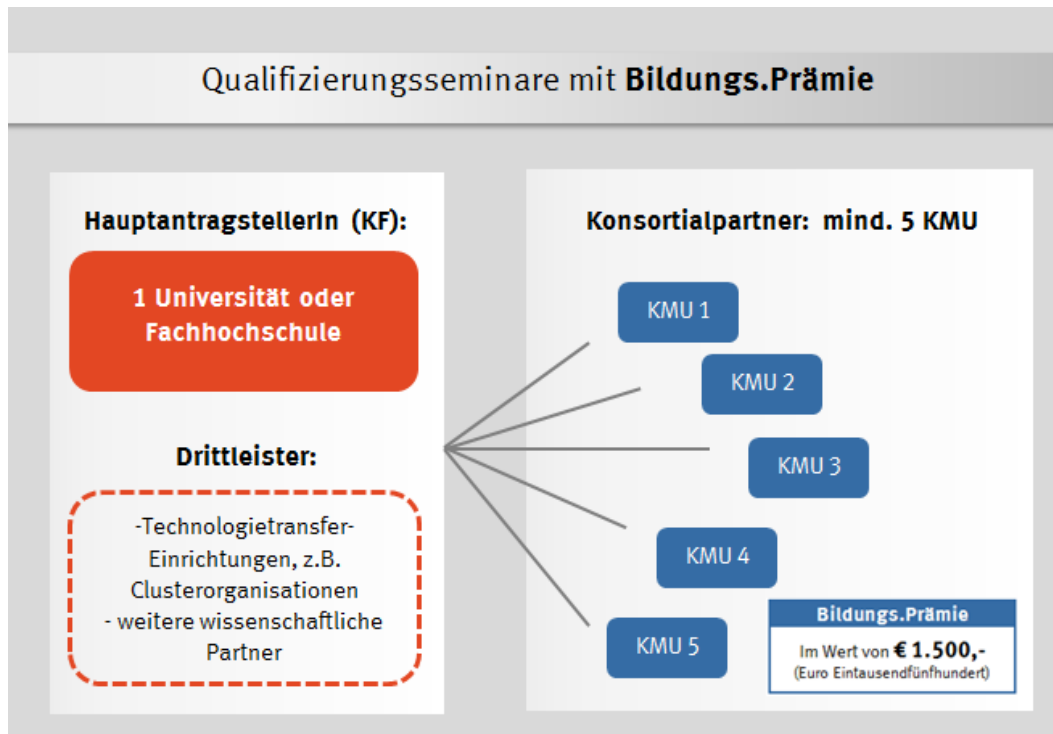 Qualifizierungsseminare mit Bildungs.Prämie
HauptantragstellerIn (KF):
1 Universität oder
Fachhochschule
Drittleister:
-Technologietransfer-
Einrichtungen, z.B.
Clusterorganisationen
- weitere wissenschaftliche
Partner
Konsortialpartner: mind. 5 KMU
KMU 1
KMU 2
KMU 3
KMU 4
KMU 5
Bildungs.Prämie
Im Wert von € 1.500,-
(Euro Eintausendfünfhundert)